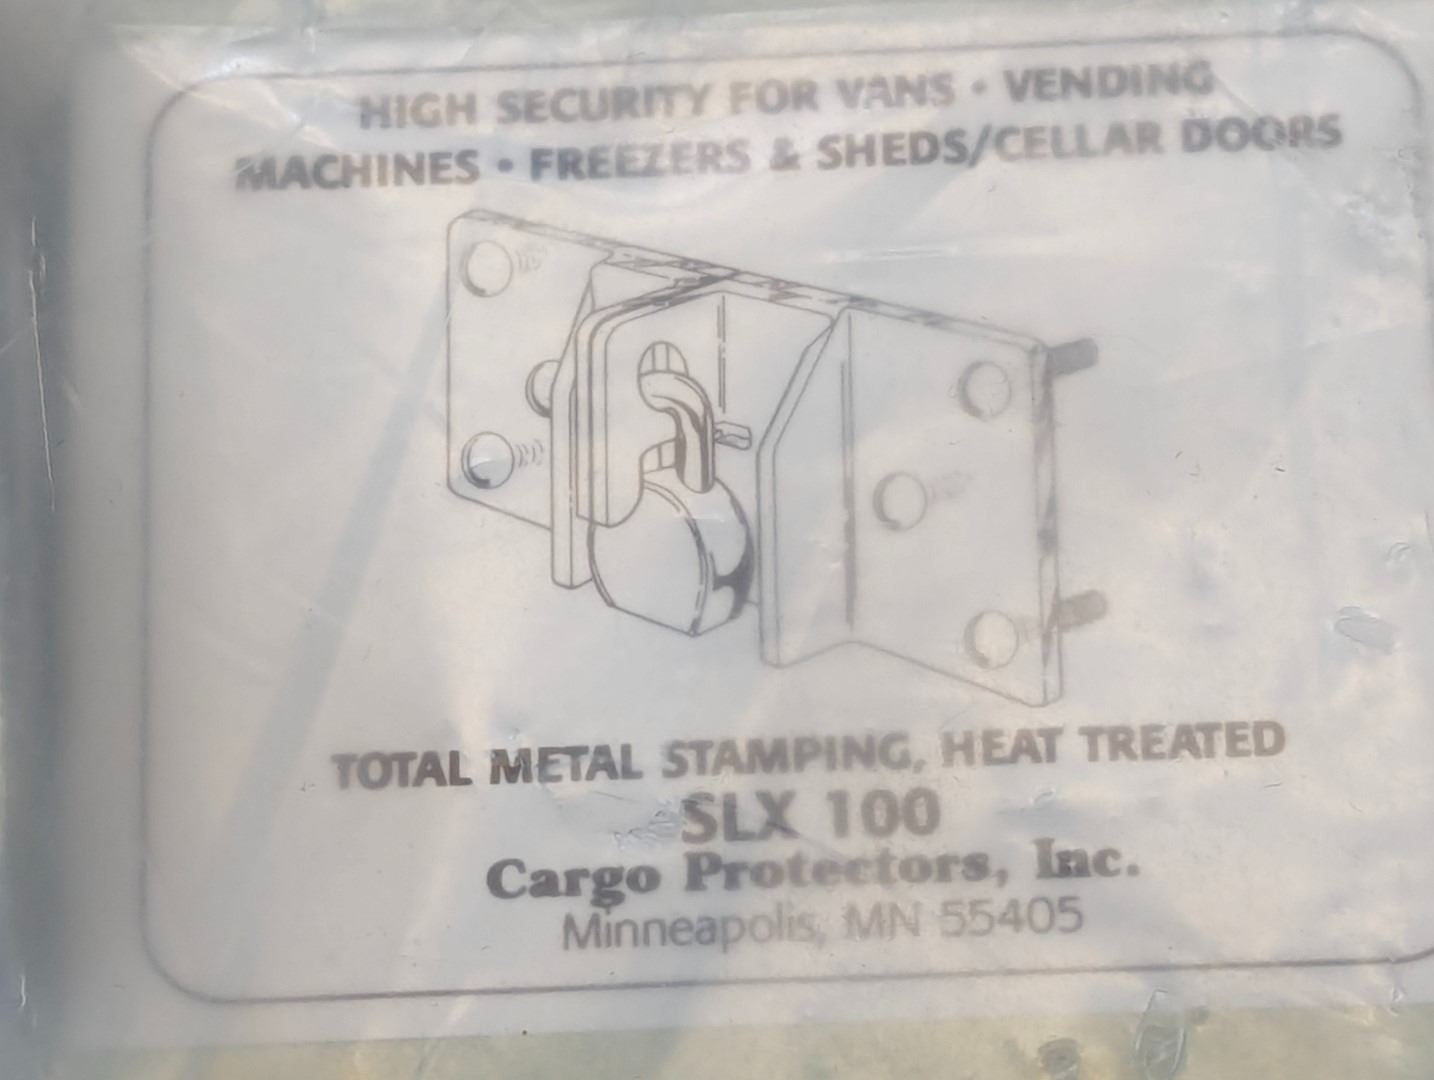 HIGH SECURITY FOR VANS • VENDING
MACHINES • FREEZERS & SHEDS/CELLAR DOORS
TOTAL METAL STAMPING, HEAT TREATED
SLX 100
Cargo Protectors, Inc.
Minneapolis, MN 55405